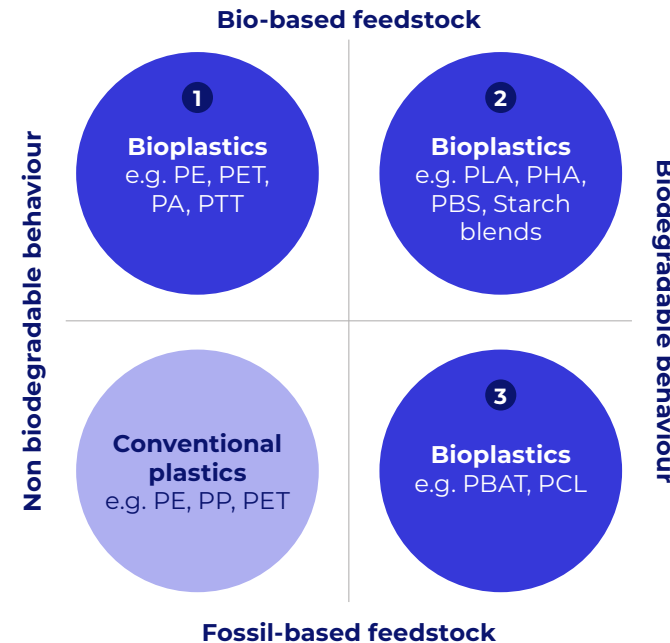 Bio-based feedstock
Non biodegradable behaviour
1
Bioplastics
e.g. PE, PET,
PA, PTT
2
Bioplastics
e.g. PLA, PHA,
PBS, Starch
blends
Biodegradable behaviour
Conventional
plastics
e.g. PE, PP, PET
3
Bioplastics
e.g. PBAT, PCL
Fossil-based feedstock